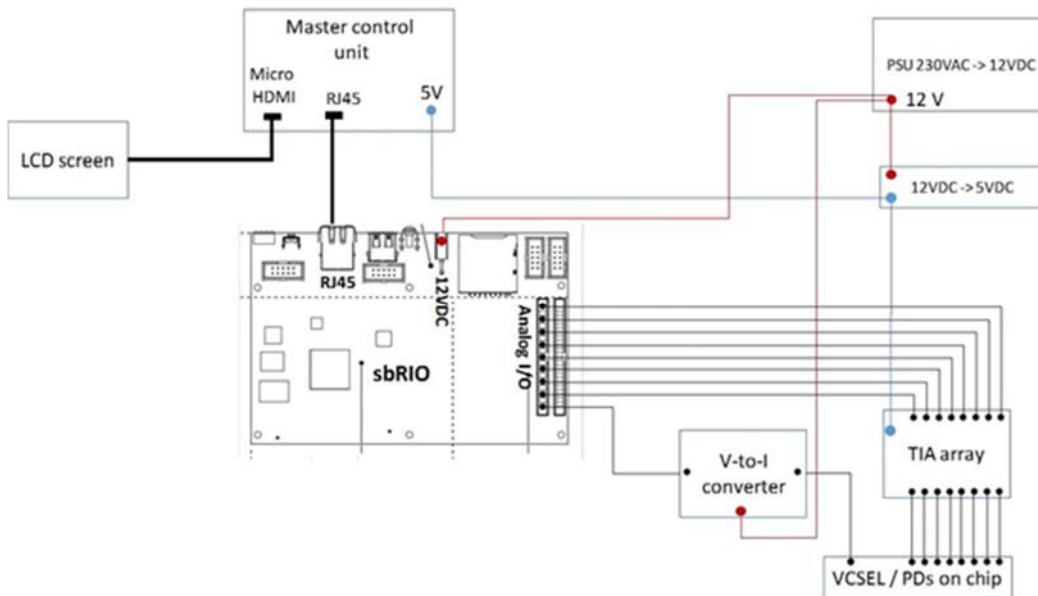 Master control
unit
Micro
HDMI
RJ45
5V
PSU 230VAC -> 12VDC
12 V
LCD screen
12VDC ->5VDC
RJ45
12VDC
Analog I/O
sbRIO
V-to-I
converter
TIA array
VCSEL / PDs on chip